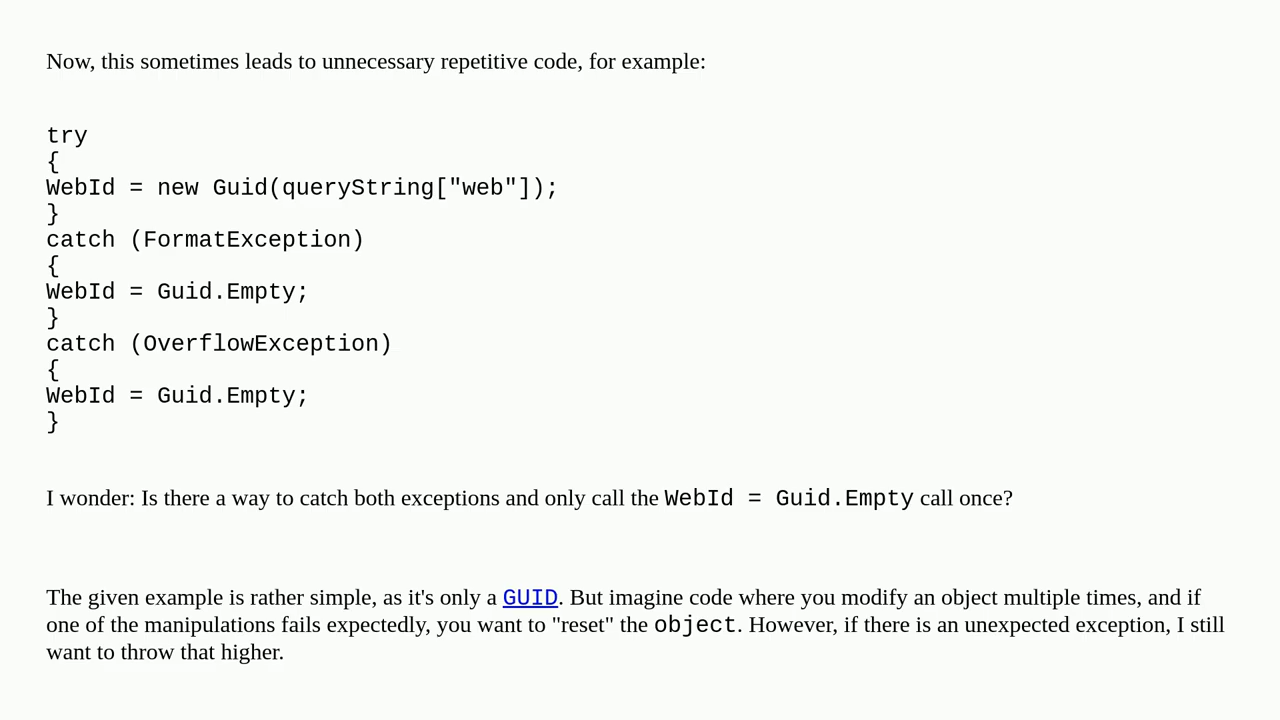 Now, this sometimes leads to unnecessary repetitive code, for example:
try
{
WebId = new Guid(queryString["web"]);
}
catch (FormatException)
{
WebId = Guid.Empty;
}
catch (OverflowException)
{
WebId = Guid.Empty;
}
I wonder: Is there a way to catch both exceptions and only call the WebId = Guid.Empty call once?
The given example is rather simple, as it's only a GUID. But imagine code where you modify an object multiple times, and if
one of the manipulations fails expectedly, you want to "reset" the object. However, if there is an unexpected exception, I still
want to throw that higher.